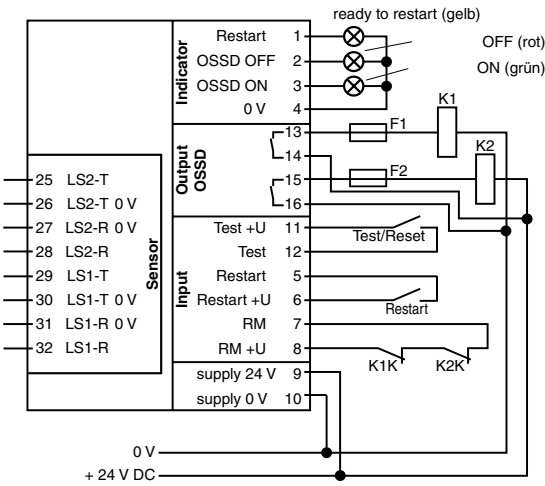 ready to restart (gelb)
Restart 1
OSSD OFF 2
OSSD ON 3
0 V 4
Indicator
OFF (rot)
ON (grün)
K1
13
F1
14
K2
15
F2
16
Output
OSSD
25 LS2-T
26 LS2-T 0 V
27 LS2-R 0 V
28 LS2-R
29 LS1-T
30 LS1-T 0 V
31 LS1-R 0 V
32 LS1-R
Sensor
Input
Test +U 11
Test/Reset
Test 12
Restart 5
Restart +U 6
Restart
RM 7
RM +U 8
K1K K2K
supply 24 V 9
supply 0 V 10
0 V
+ 24 V DC